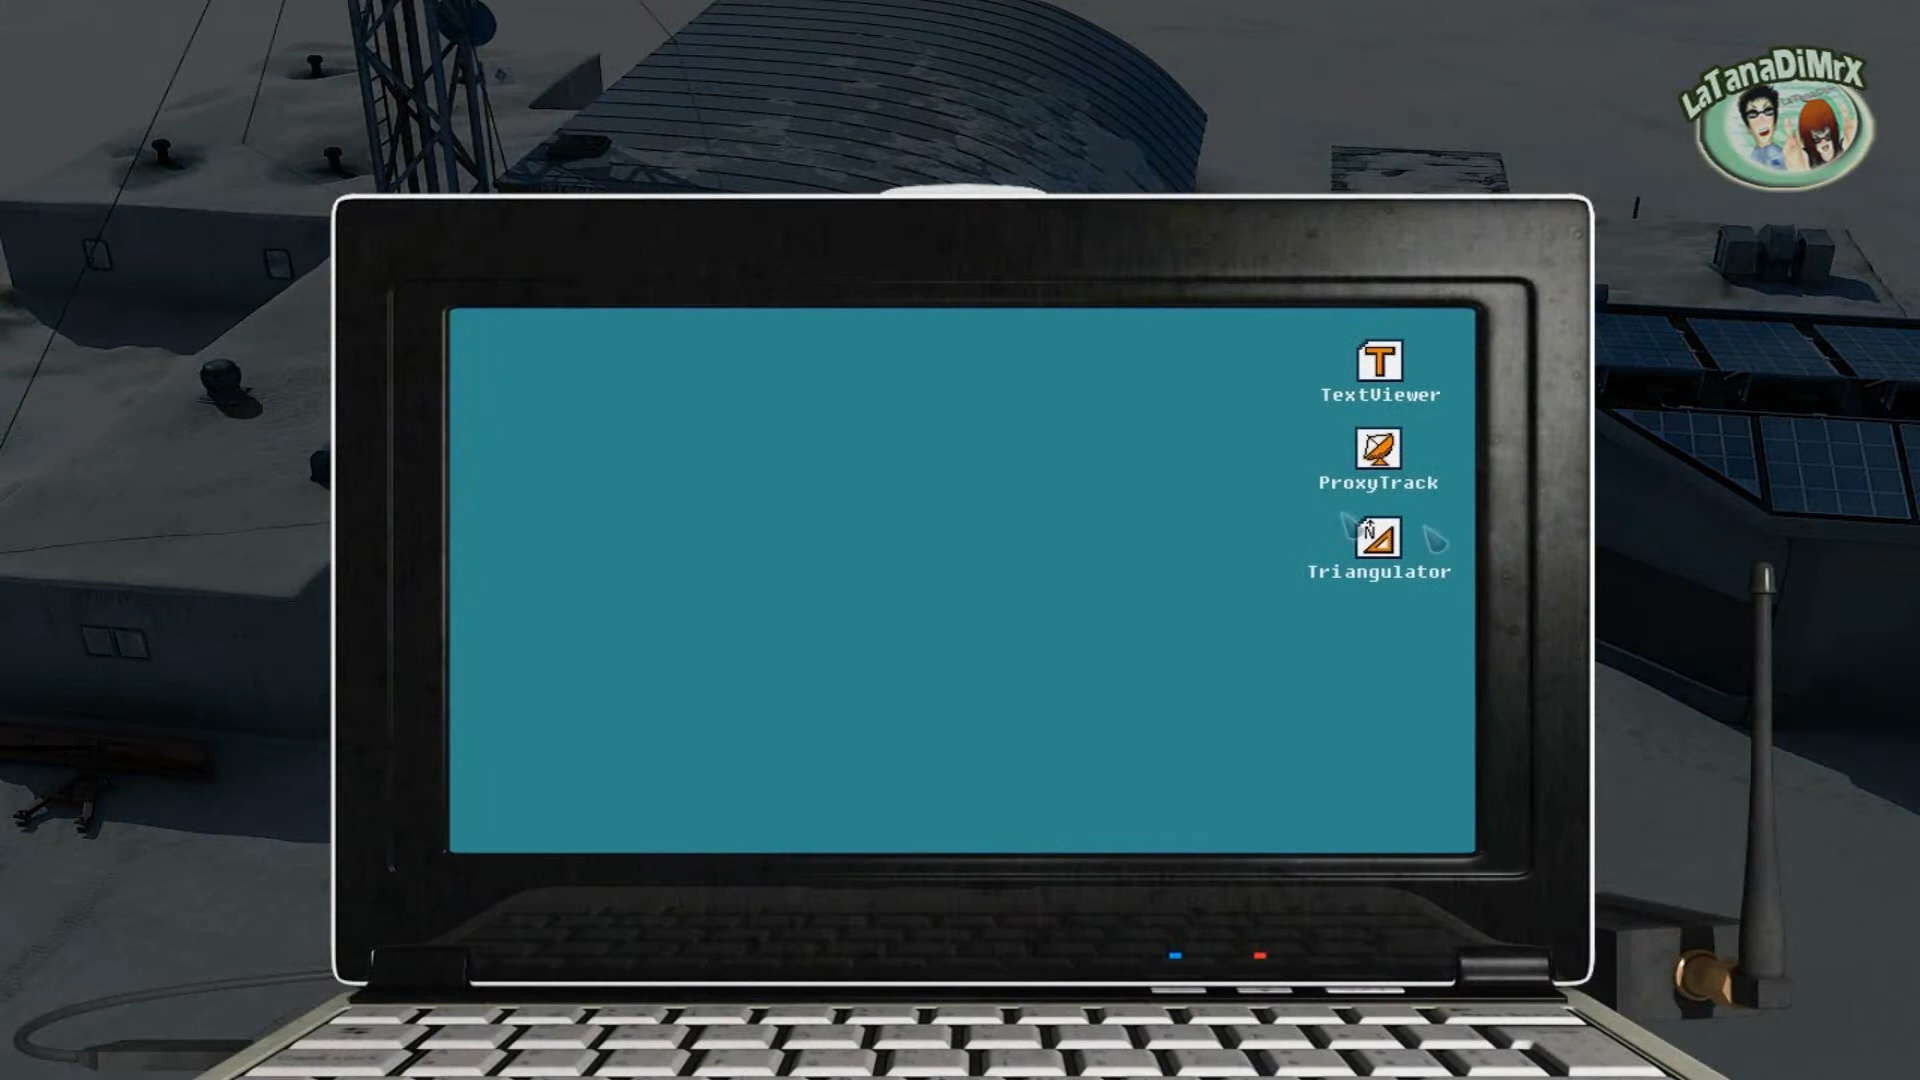 LaTanaDiMrX
TextViewer
ProxyTrack
N
Triangulator